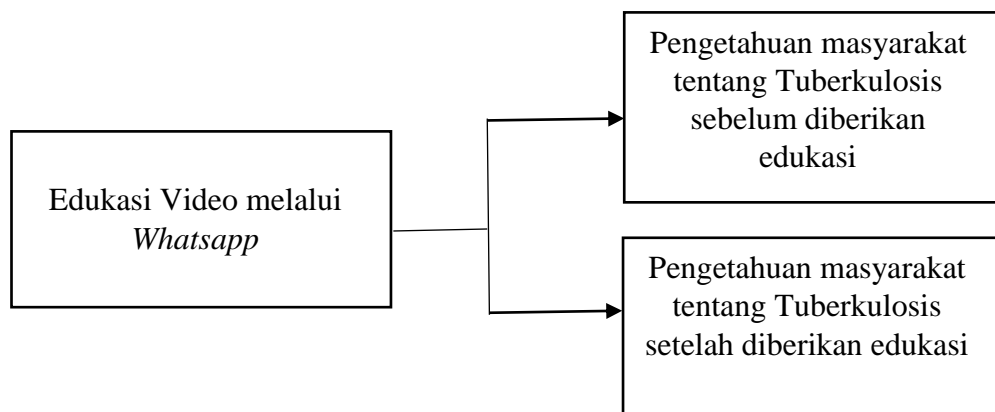 Pengetahuan masyarakat
tentang Tuberkulosis
sebelum diberikan
edukasi
Edukasi Video melalui
Whatsapp
Pengetahuan masyarakat
tentang Tuberkulosis
setelah diberikan edukasi